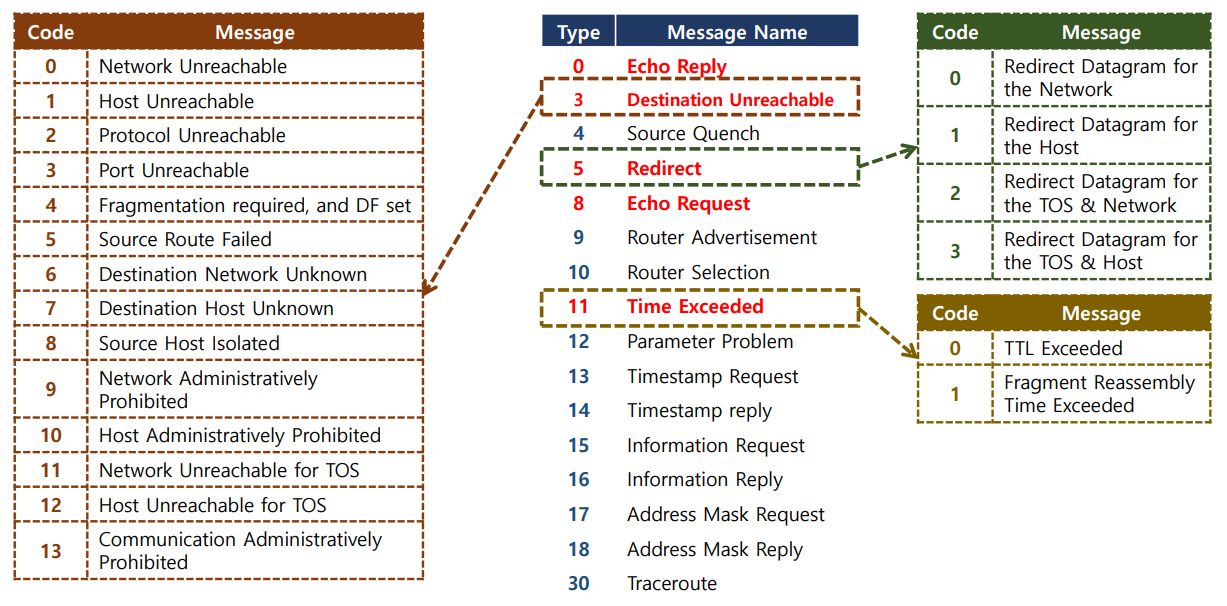 Code Message
0 Network Unreachable
1 Host Unreachable
2 Protocol Unreachable
3 Port Unreachable
4 Fragmentation required, and DF set
5 Source Route Failed
6 Destination Network Unknown
7 Destination Host Unknown
8 Source Host Isolated
9 Network Administratively
Prohibited
10 Host Administratively Prohibited
11 Network Unreachable for TOS
12 Host Unreachable for TOS
13 Communication Administratively
Prohibited
Type Message Name
0 Echo Reply
3 Destination Unreachable
4 Source Quench
5 Redirect
8 Echo Request
9 Router Advertisement
10 Router Selection
11 Time Exceeded
12 Parameter Problem
13 Timestamp Request
14 Timestamp reply
15 Information Request
16 Information Reply
17 Address Mask Request
18 Address Mask Reply
30 Traceroute
Code Message
0 Redirect Datagram for
the Network
1 Redirect Datagram for
the Host
2 Redirect Datagram for
the TOS & Network
3 Redirect Datagram for
the TOS & Host
Code Message
0 TTL Exceeded
1 Fragment Reassembly
Time Exceeded